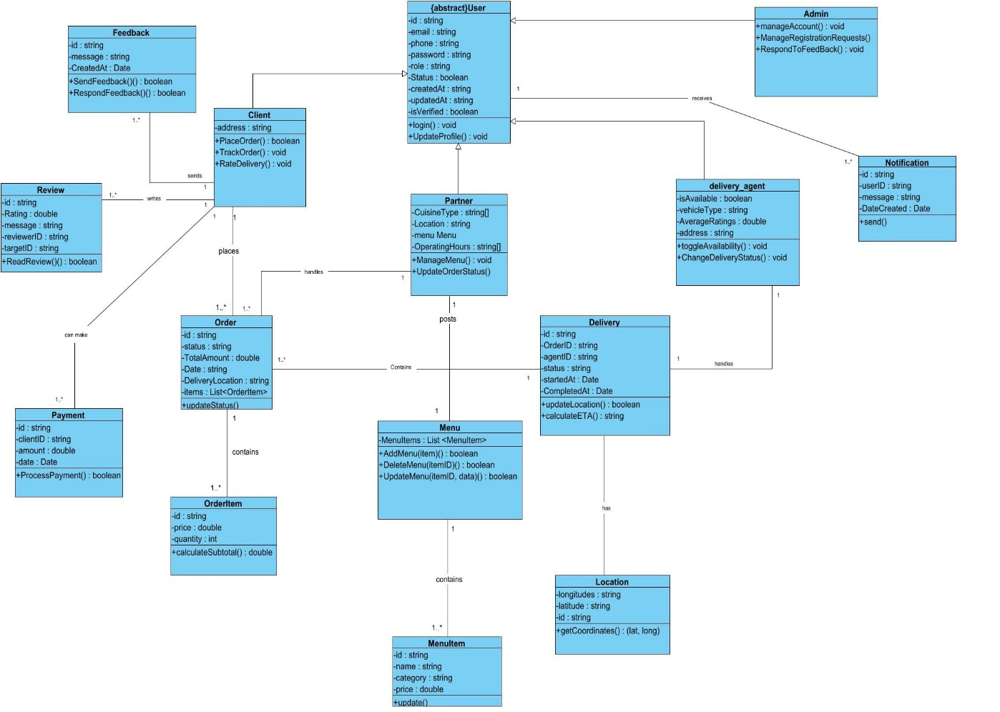 {abstract}User
-id : string
-email : string
-phone : string
-password : string
-role : string
-Status : boolean
-createdAt : string
-updatedAt : string
-isVerified : boolean
+login() : void
+UpdateProfile() : void
Admin
+manageAccount() : void
+ManageRegistrationRequests()
+RespondToFeedBack() : void
Feedback
-id : string
-message : string
-CreatedAt : Date
+SendFeedback()() : boolean
+RespondFeedback()() : boolean
1..*
sends
1
Client
-address : string
+PlaceOrder() : boolean
+TrackOrder() : void
+RateDelivery() : void
1
receives
1..*
Notification
-id : string
-userID : string
-message : string
-DateCreated : Date
+send()
Review
-id : string
-Rating : double
-message : string
-reviewerID : string
-targetID : string
+ReadReview()() : boolean
1..*
writes
1
Partner
-CuisineType : string[]
-Location : string
-menu Menu
-OperatingHours : string[]
+ManageMenu() : void
+UpdateOrderStatus()
delivery_agent
-isAvailable : boolean
-vehicleType : string
-AverageRatings : double
-address : string
+toggleAvailability() : void
+ChangeDeliveryStatus() : void
1
can make
1..*
1
places
1..*
1..*
handles
1
1
posts
1
1
handles
1
Order
-id : string
-status : string
-TotalAmount : double
-Date : string
-DeliveryLocation : string
-items : List<OrderItem>
+updateStatus()
1..*
Contains
1
Delivery
-id : string
-OrderID : string
-agentID : string
-status : string
-startedAt : Date
-CompletedAt : Date
+updateLocation() : boolean
+calculateETA() : string
Payment
-id : string
-clientID : string
-amount : double
-date : Date
+ProcessPayment() : boolean
1
contains
1..*
Menu
-MenuItems : List <MenuItem>
+AddMenu(item)() : boolean
+DeleteMenu(itemID)() : boolean
+UpdateMenu(itemID, data)() : boolean
OrderItem
-id : string
-price : double
-quantity : int
+calculateSubtotal() : double
has
1
contains
1..*
Location
-longitudes : string
-latitude : string
-id : string
+getCoordinates() : (lat, long)
MenuItem
-id : string
-name : string
-category : string
-price : double
+update()